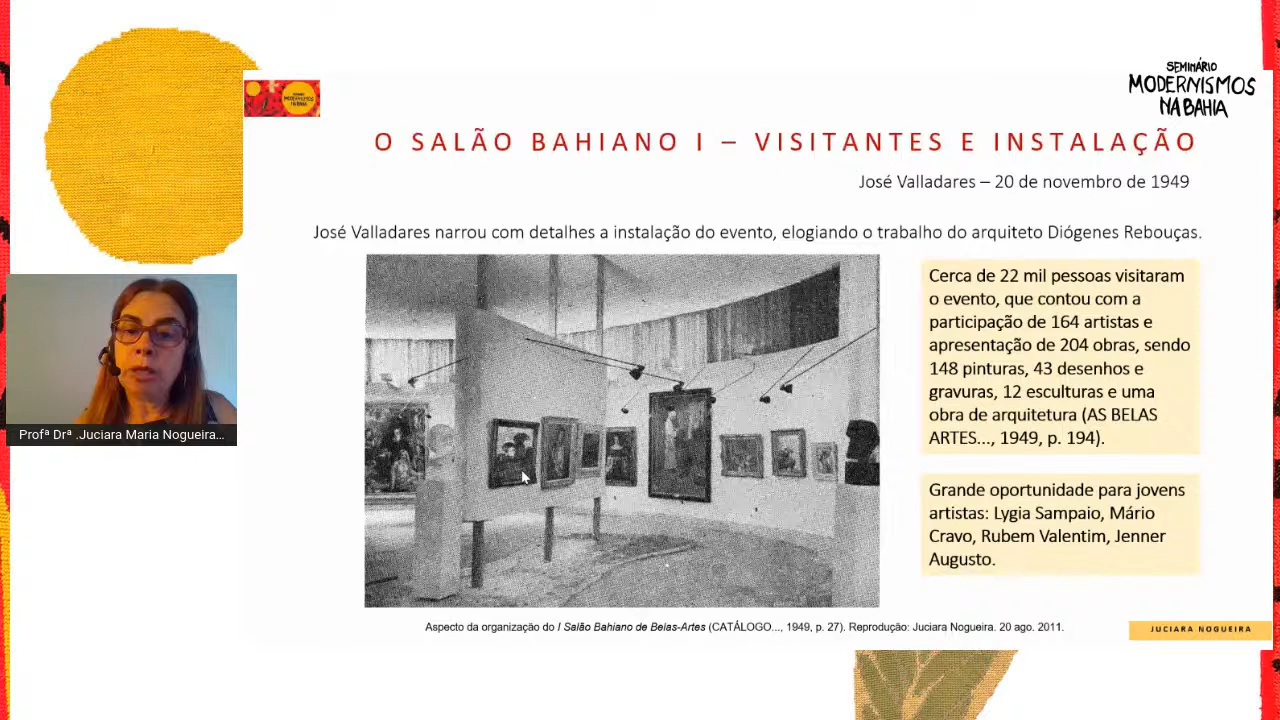 SEMINÁRIO
MODERNISMOS
NA BAHIA
SEMINÁRIO
MODERNISMOS
NA BAHIA
O SALÃO BAHIANO I – VISITANTES E INSTALAÇÃO
José Valladares – 20 de novembro de 1949
José Valladares narrou com detalhes a instalação do evento, elogiando o trabalho do arquiteto Diógenes Rebouças.
Cerca de 22 mil pessoas visitaram
o evento, que contou com a
participação de 164 artistas e
apresentação de 204 obras, sendo
148 pinturas, 43 desenhos e
gravuras, 12 esculturas e uma
obra de arquitetura (AS BELAS
ARTES..., 1949, p. 194).
Grande oportunidade para jovens
artistas: Lygia Sampaio, Mário
Cravo, Rubem Valentim, Jenner
Augusto.
Profª Drª .Juciara Maria Nogueira...
Aspecto da organização do I Salão Bahiano de Belas-Artes (CATÁLOGO..., 1949, p. 27). Reprodução: Juciara Nogueira. 20 ago. 2011.
JUCIARA NOGUEIRA